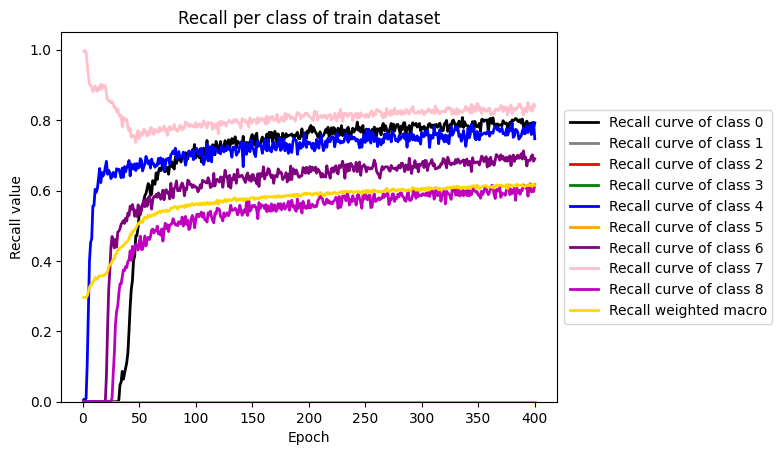 Recall per class of train dataset
Recall value
1.0
0.8
0.6
0.4
0.2
0.0
0
50
100
150
200
250
300
350
400
Epoch
Recall curve of class 0
Recall curve of class 1
Recall curve of class 2
Recall curve of class 3
Recall curve of class 4
Recall curve of class 5
Recall curve of class 6
Recall curve of class 7
Recall curve of class 8
Recall weighted macro